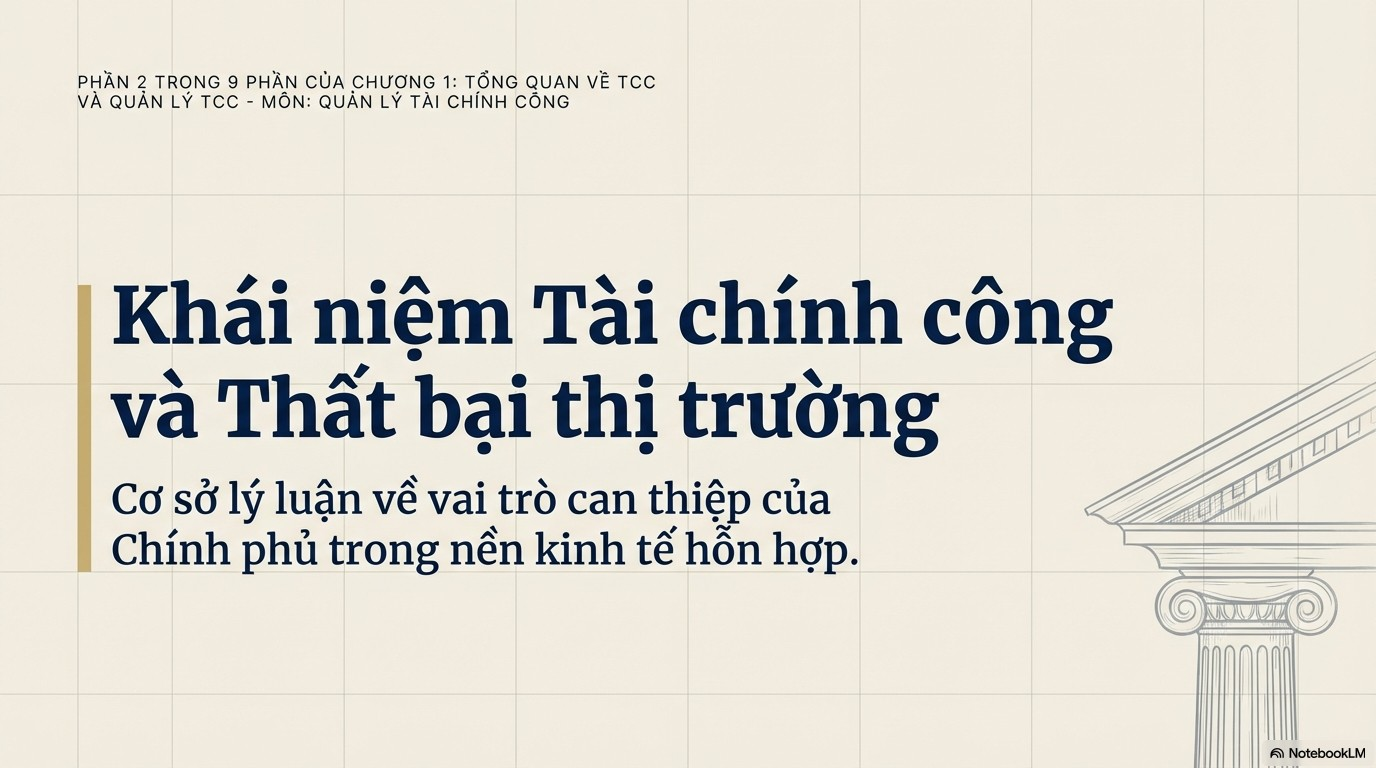 PHẦN 2 TRONG 9 PHẦN CỦA CHƯƠNG 1: TỔNG QUAN VỀ TCC
VÀ QUẢN LÝ TCC - MÔN: QUẢN LÝ TÀI CHÍNH CÔNG
Khái niệm Tài chính công
và Thất bại thị trường
Cơ sở lý luận về vai trò can thiệp của
Chính phủ trong nền kinh tế hỗn hợp.
NotebookLM